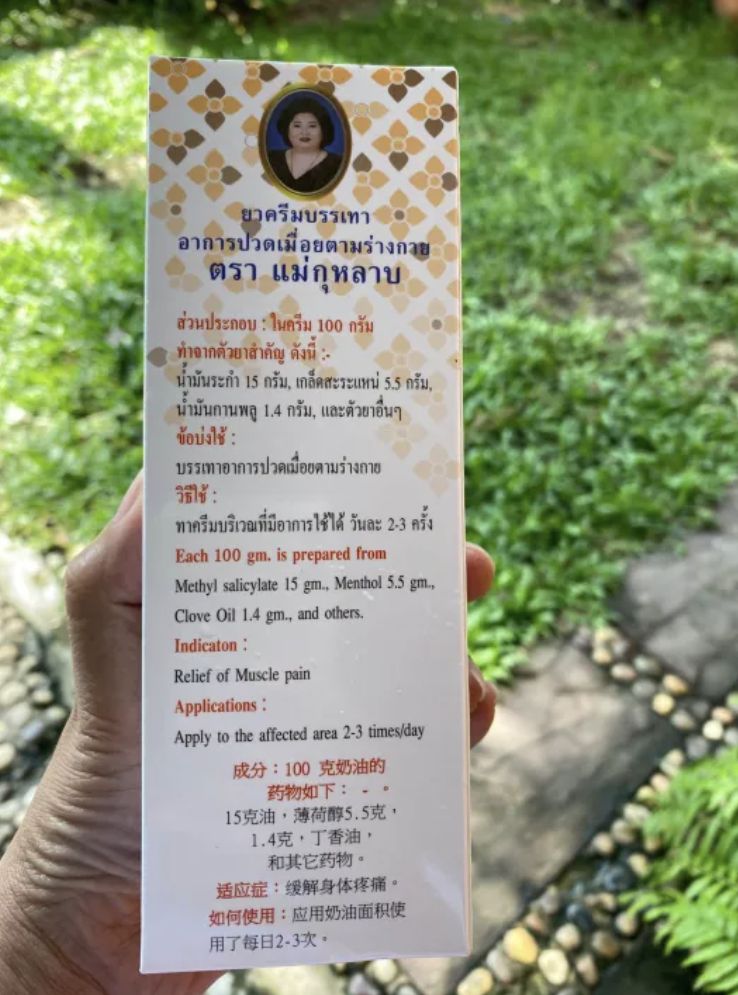 ยาครีมบรรเทา
อาการปวดเมื่อยตามร่างกาย
ตรา แม่กุหลาบ
ส่วนประกอบ : ในครีม 100 กรัม
ทำจากตัวยาสำคัญ ดังนี้ :-
น้ำมันระกำ 15 กรัม, เกล็ดสะระแหน่ 5.5 กรัม,
น้ำมันกานพลู 1.4 กรัม, และตัวยาอื่นๆ
ข้อบ่งใช้ :
บรรเทาอาการปวดเมื่อยตามร่างกาย
วิธีใช้ :
ทาครีมบริเวณที่มีอาการใช้ได้ วันละ 2-3 ครั้ง
Each 100 gm. is prepared from
Methyl salicylate 15 gm., Menthol 5.5 gm.,
Clove Oil 1.4 gm., and others.
Indicaton :
Relief of Muscle pain
Applications :
Apply to the affected area 2-3 times/day
成分：100 克奶油的
药物如下： - 。
15克油，薄荷醇5.5克，
1.4克，丁香油，
和其它药物。
适应症：缓解身体疼痛。
如何使用：应用奶油面积使
用了每日2-3次。